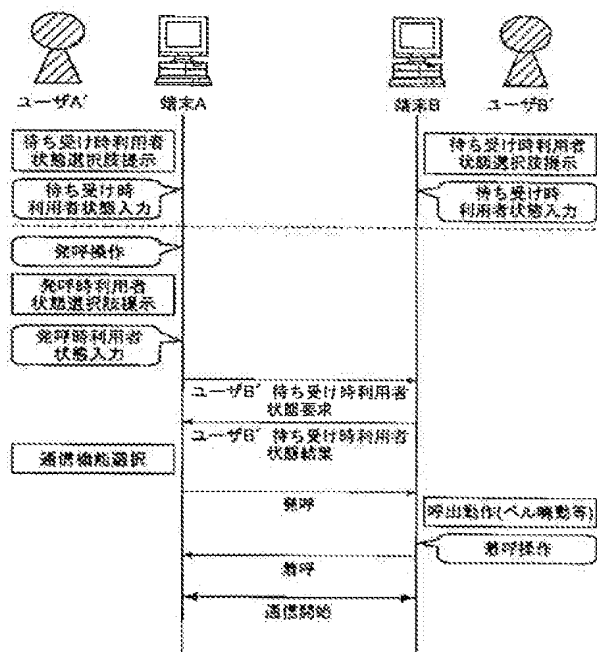 ユーザA'
端末A
端末B
ユーザB'
待ち受け時利用者
状態選択肢提示
待ち受け時利用者
状態選択肢提示
待ち受け時
利用者状態入力
待ち受け時
利用者状態入力
発呼操作
発呼時利用者
状態選択肢提示
発呼時利用者
状態入力
ユーザB' 待ち受け時利用者
状態要求
ユーザB' 待ち受け時利用者
状態結果
通信機能選択
発呼
呼出動作(ベル鳴動等)
着呼操作
着呼
通信開始